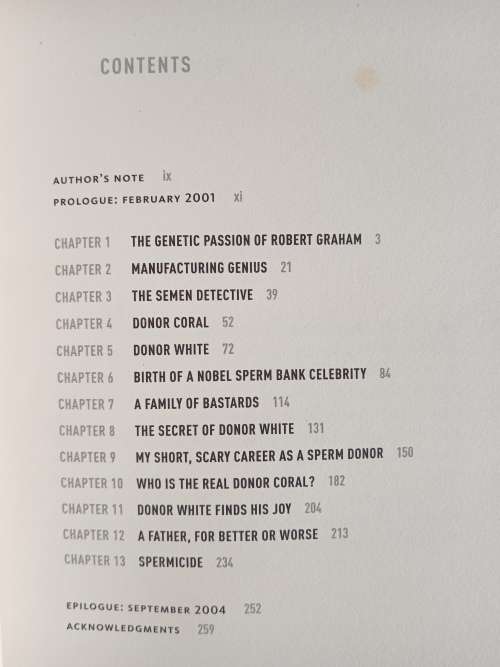 CONTENTS
AUTHOR'S NOTE ix
PROLOGUE: FEBRUARY 2001 xi
CHAPTER 1 THE GENETIC PASSION OF ROBERT GRAHAM 3
CHAPTER 2 MANUFACTURING GENIUS 21
CHAPTER 3 THE SEMEN DETECTIVE 39
CHAPTER 4 DONOR CORAL 52
CHAPTER 5 DONOR WHITE 72
CHAPTER 6 BIRTH OF A NOBEL SPERM BANK CELEBRITY 84
CHAPTER 7 A FAMILY OF BASTARDS 114
CHAPTER 8 THE SECRET OF DONOR WHITE 131
CHAPTER 9 MY SHORT, SCARY CAREER AS A SPERM DONOR 150
CHAPTER 10 WHO IS THE REAL DONOR CORAL? 182
CHAPTER 11 DONOR WHITE FINDS HIS JOY 204
CHAPTER 12 A FATHER, FOR BETTER OR WORSE 213
CHAPTER 13 SPERMICIDE 234
EPILOGUE: SEPTEMBER 2004 252
ACKNOWLEDGMENTS 259